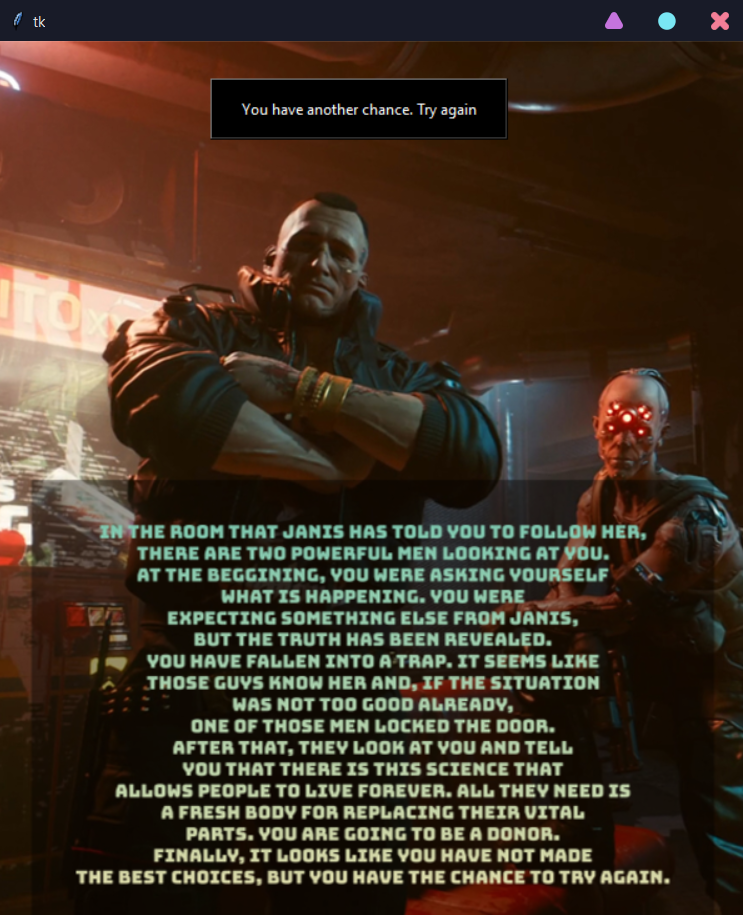 tk
You have another chance. Try again
ITO
S
G
IN THE ROOM THAT JANIS HAS TOLD YOU TO FOLLOW HER,
THERE ARE TWO POWERFUL MEN LOOKING AT YOU.
AT THE BEGGINING, YOU WERE ASKING YOURSELF
WHAT IS HAPPENING. YOU WERE
EXPECTING SOMETHING ELSE FROM JANIS,
BUT THE TRUTH HAS BEEN REVEALED.
YOU HAVE FALLEN INTO A TRAP. IT SEEMS LIKE
THOSE GUYS KNOW HER AND, IF THE SITUATION
WAS NOT TOO GOOD ALREADY,
ONE OF THOSE MEN LOCKED THE DOOR.
AFTER THAT, THEY LOOK AT YOU AND TELL
YOU THAT THERE IS THIS SCIENCE THAT
ALLOWS PEOPLE TO LIVE FOREVER. ALL THEY NEED IS
A FRESH BODY FOR REPLACING THEIR VITAL
PARTS. YOU ARE GOING TO BE A DONOR.
FINALLY, IT LOOKS LIKE YOU HAVE NOT MADE
THE BEST CHOICES, BUT YOU HAVE THE CHANCE TO TRY AGAIN.